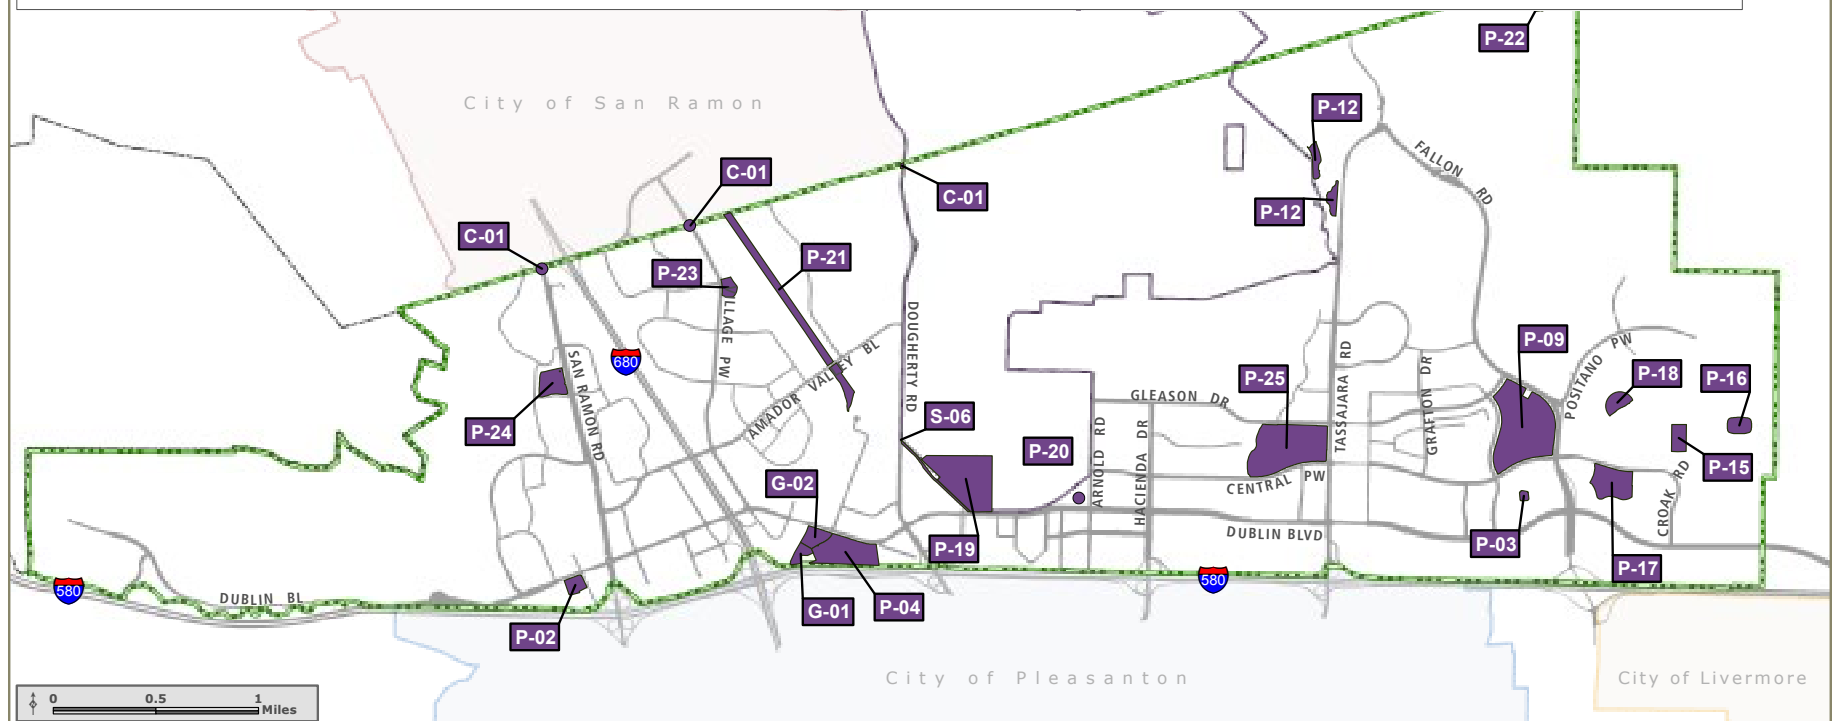 P-22
City of San Ramon
P-12
FALLON RD
C-01
C-01
P-12
C-01
P-21
P-23
DOUGHERTY RD
LLAGE PW
680
SAN RAMON RD
AMADOR VALLEY BL
P-24
TASSAJARA RD
GRAFTON DR
P-09
POSITANO PW
P-18
P-16
P-25
GLEASON DR
S-06
P-20
ARNOLD RD
HACIENDA DR
CENTRAL PW
P-15
CROAK RD
G-02
DUBLIN BLVD
P-19
P-03
P-17
580
580
DUBLIN BL
G-01
P-04
P-02
City of Pleasanton
City of Livermore
0 0.5 1
Miles